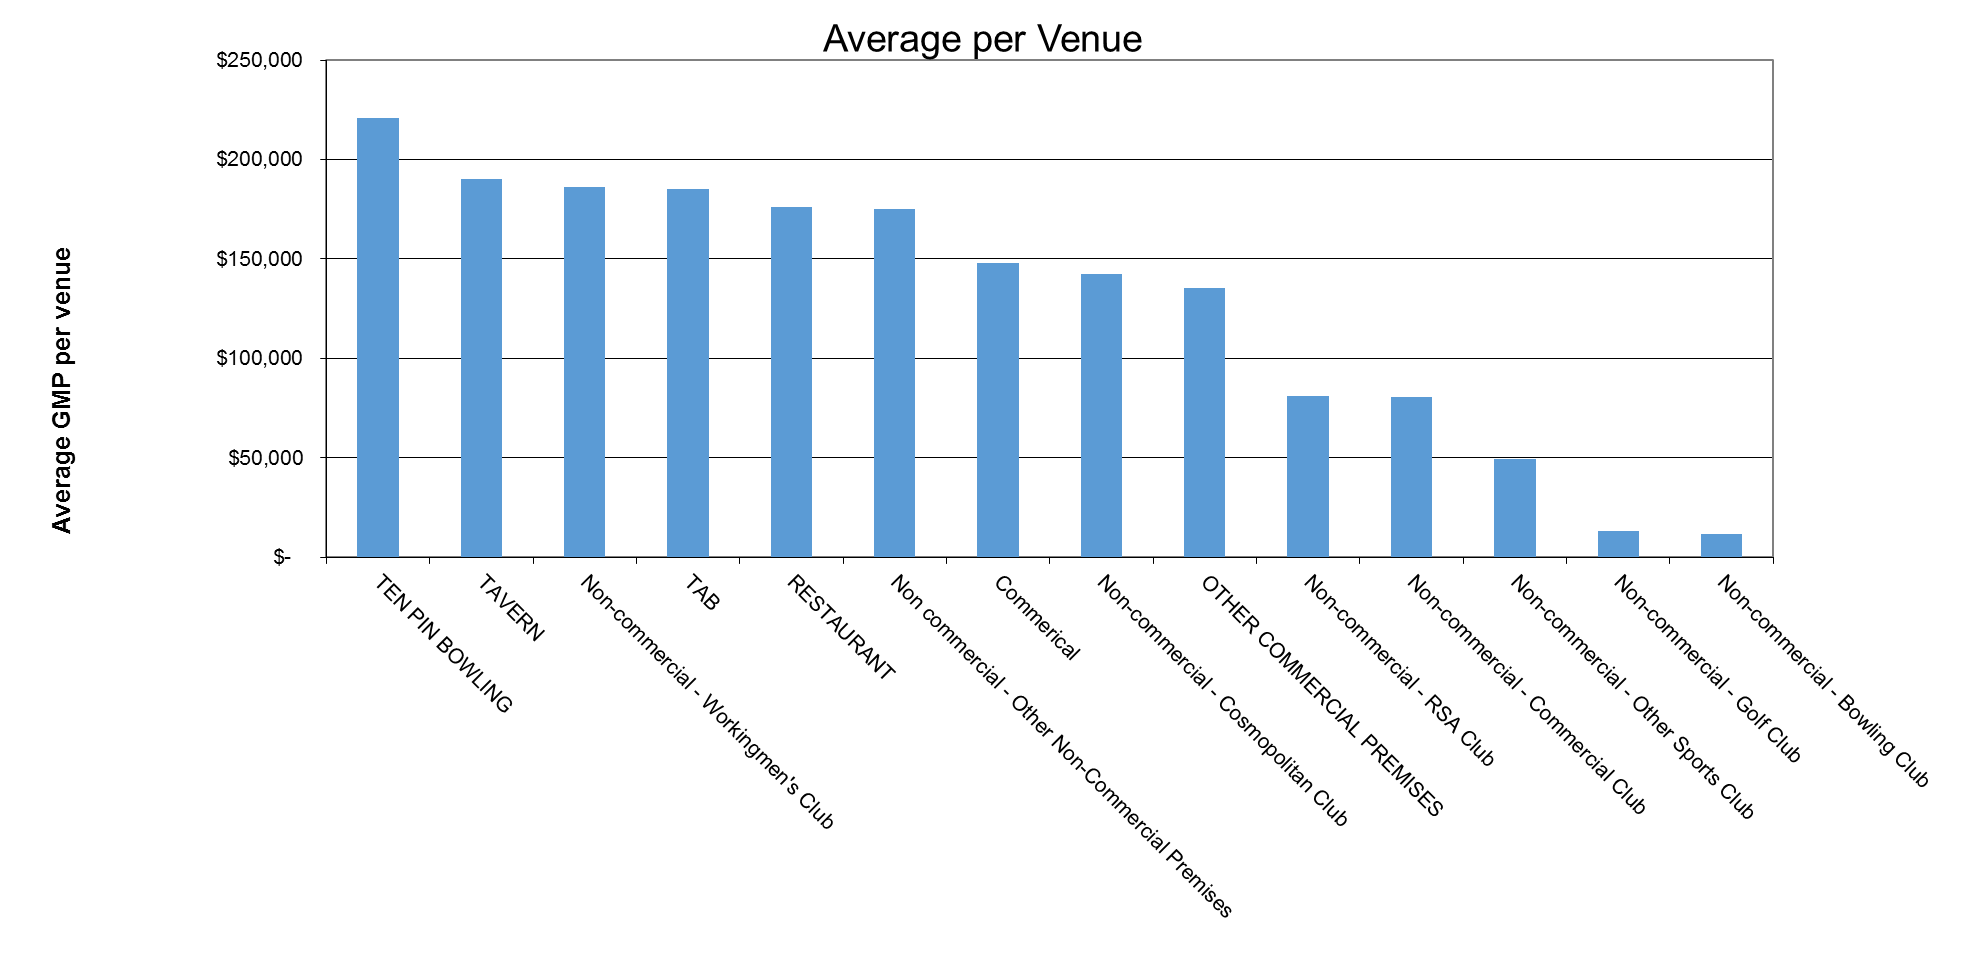 Average per Venue
$250,000
$200,000
$150,000
$100,000
$50,000
$-
Average GMP per venue
TEN PIN BOWLING
TAVERN
Non-commercial - Workingmen's Club
TAB
RESTAURANT
Non commercial - Other Non-Commercial Premises
Commerical
Non-commercial - Cosmopolitan Club
OTHER COMMERCIAL PREMISES
Non-commercial - RSA Club
Non-commercial - Commercial Club
Non-commercial - Other Sports Club
Non-commercial - Golf Club
Non-commercial - Bowling Club